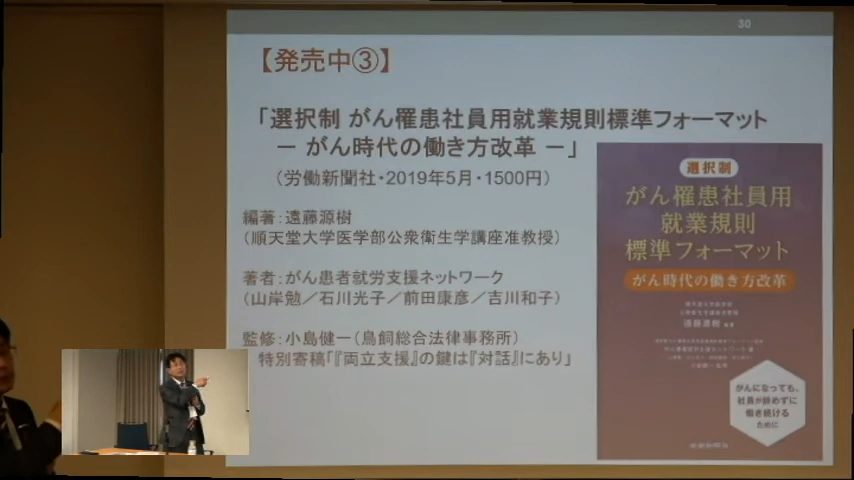 30
【発売中③】
「選択制 がん罹患社員用就業規則標準フォーマット
－ がん時代の働き方改革 －」
（労働新聞社・2019年5月・1500円）
編著：遠藤源樹
（順天堂大学医学部公衆衛生学講座准教授）
著者：がん患者就労支援ネットワーク
（山岸勉／石川光子／前田康彦／吉川和子）
監修：小島健一（鳥飼総合法律事務所）
特別寄稿「『両立支援』の鍵は『対話』にあり」
選択制
がん罹患社員用
就業規則
標準フォーマット
がん時代の働き方改革
遠藤源樹
がんになっても、
社員が辞めずに
働き続ける
ために